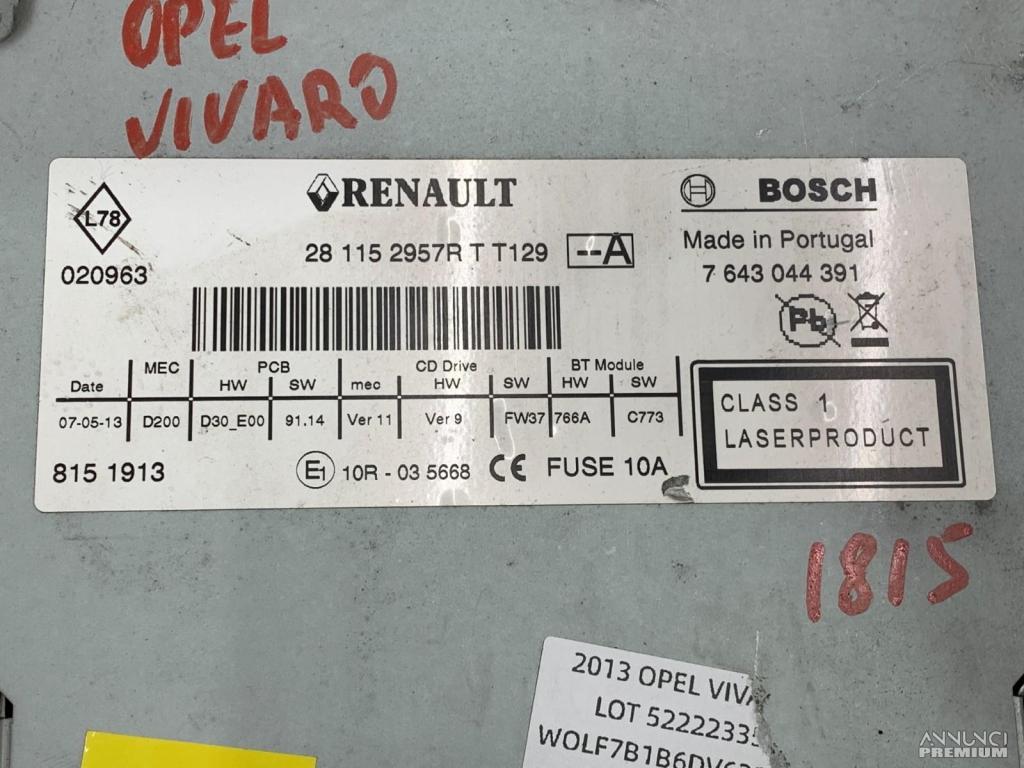 OPEL
VIVARO
L78
020963
RENAULT
28 115 2957R T T129 --A
BOSCH
Made in Portugal
7 643 044 391
Pb
Date MEC PCB CD Drive BT Module
HW SW mec HW SW HW SW
07-05-13 D200 D30_E00 91.14 Ver 11 Ver 9 FW37 766A C773
CLASS 1
LASERPRODUCT
815 1913
E1 10R - 03 5668 CE FUSE 10A
1815
2013 OPEL
LOT
ANNUNCI
PREMIUM